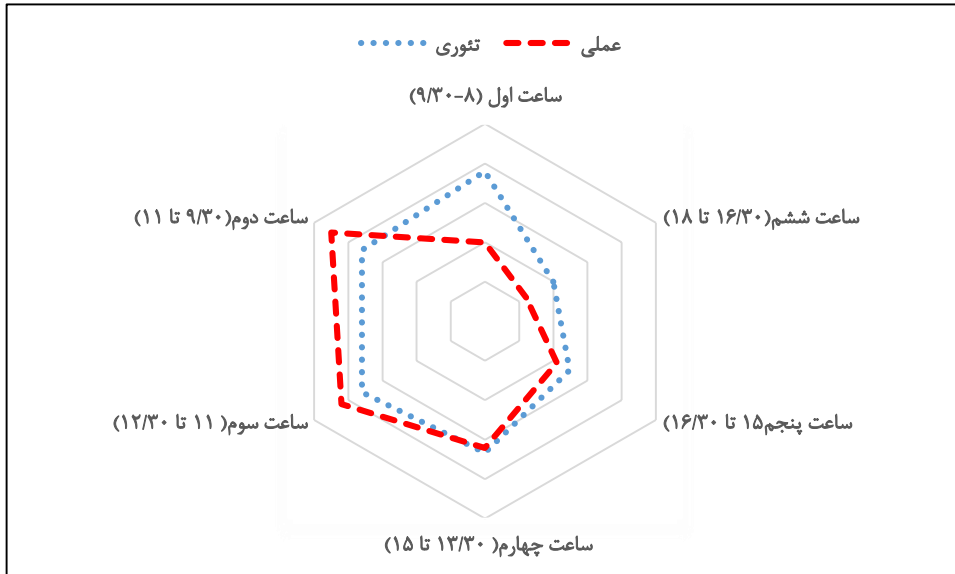 تئوری عملی
ساعت اول (۸-۹/۳۰)
ساعت ششم(۱۶/۳۰ تا ۱۸)
ساعت پنجم۱۵ تا ۱۶/۳۰)
ساعت چهارم( ۱۳/۳۰ تا ۱۵)
ساعت سوم( ۱۱ تا ۱۲/۳۰)
ساعت دوم(۹/۳۰ تا ۱۱)